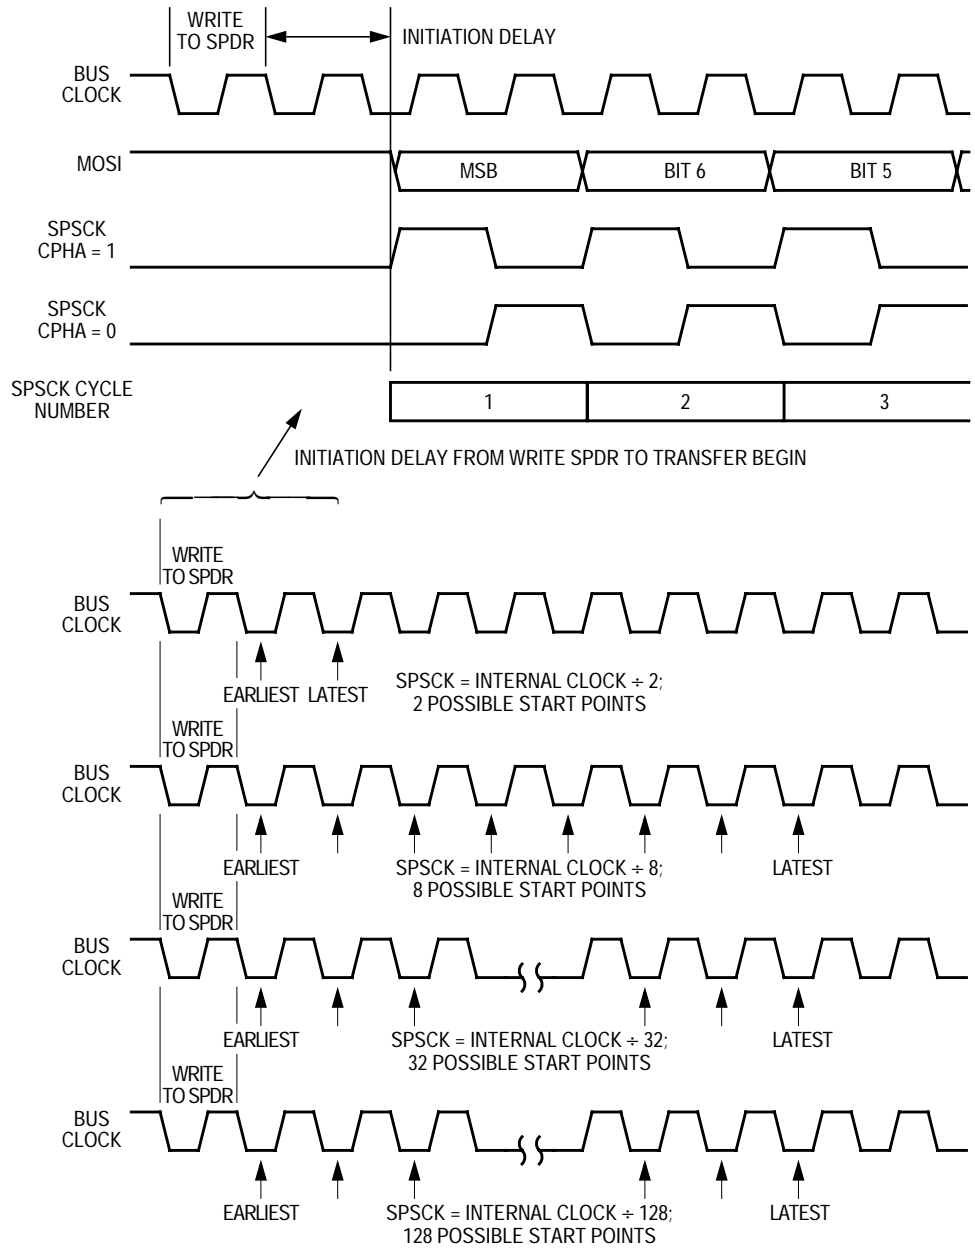 WRITE
TO SPDR
INITIATION DELAY
BUS
CLOCK
MOSI
MSB
BIT 6
BIT 5
SPSCK
CPHA = 1
SPSCK
CPHA = 0
SPSCK CYCLE
NUMBER
1
2
3
INITIATION DELAY FROM WRITE SPDR TO TRANSFER BEGIN
WRITE
TO SPDR
BUS
CLOCK
EARLIEST
LATEST
SPSCK = INTERNAL CLOCK ÷ 2;
2 POSSIBLE START POINTS
WRITE
TO SPDR
BUS
CLOCK
EARLIEST
SPSCK = INTERNAL CLOCK ÷ 8;
8 POSSIBLE START POINTS
LATEST
WRITE
TO SPDR
BUS
CLOCK
EARLIEST
SPSCK = INTERNAL CLOCK ÷ 32;
32 POSSIBLE START POINTS
LATEST
WRITE
TO SPDR
BUS
CLOCK
EARLIEST
SPSCK = INTERNAL CLOCK ÷ 128;
128 POSSIBLE START POINTS
LATEST